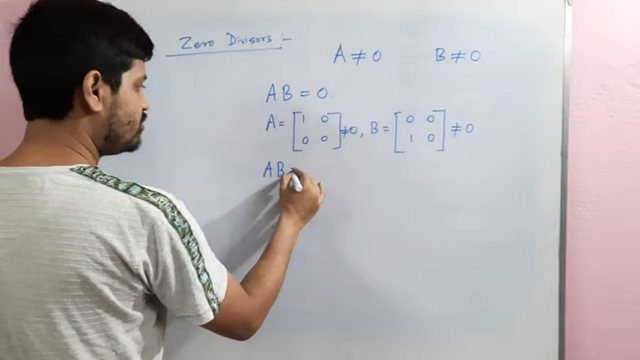 Zero Divisors :-
A ≠ 0 B ≠ 0
AB = 0.
A = [1 0; 0 0] ≠ 0, B = [0 0; 1 0] ≠ 0
AB =